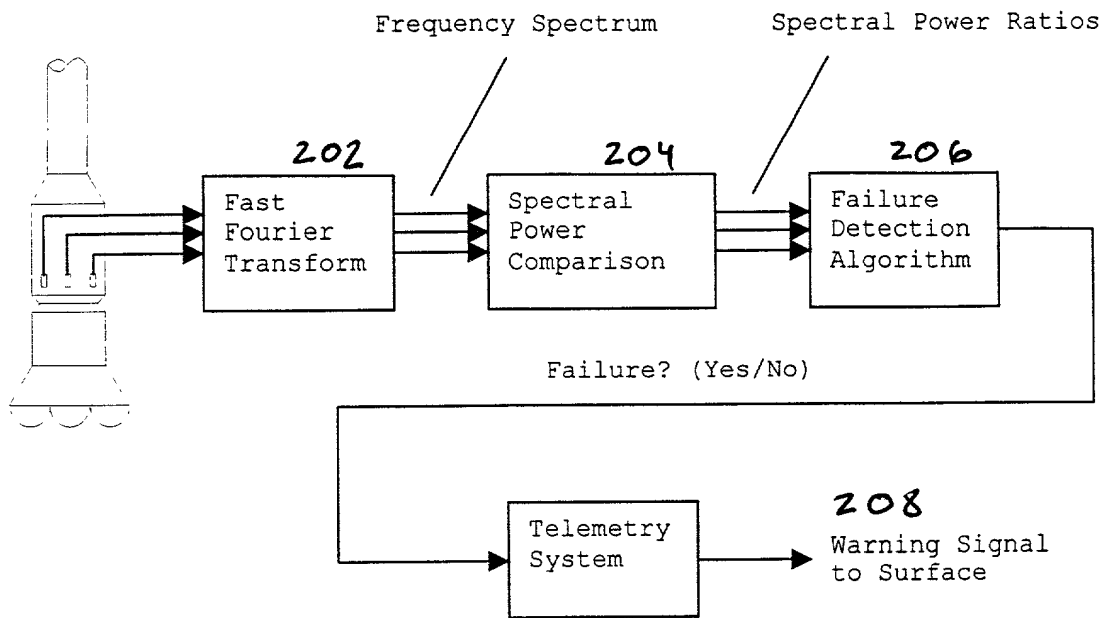 Frequency Spectrum
Spectral Power Ratios
202
204
206
Fast
Fourier
Transform
Spectral
Power
Comparison
Failure
Detection
Algorithm
Failure? (Yes/No)
Telemetry
System
208
Warning Signal
to Surface